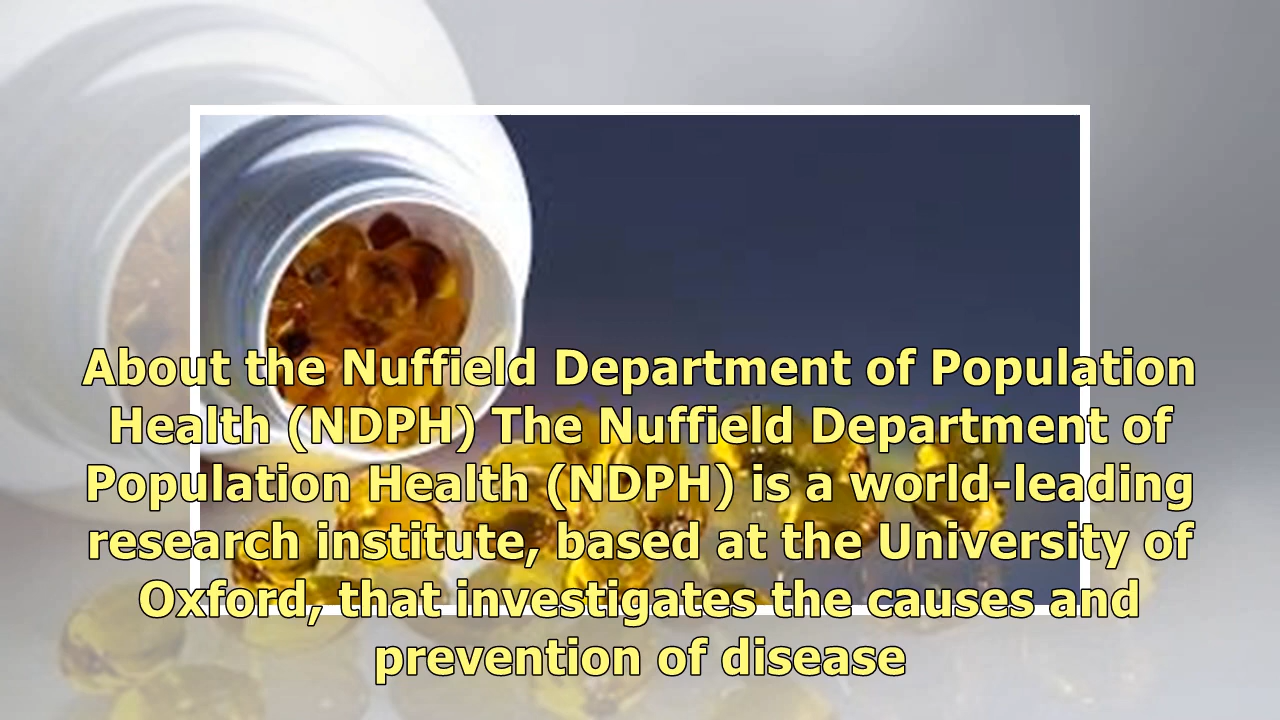 About the Nuffield Department of Population
Health (NDPH) The Nuffield Department of
Population Health (NDPH) is a world-leading
research institute, based at the University of
Oxford, that investigates the causes and
prevention of disease